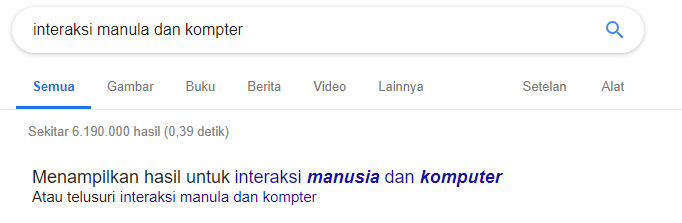 interaksi manula dan kompter
Semua Gambar Buku Berita Video Lainnya Setelan Alat
Sekitar 6.190.000 hasil (0,39 detik)
Menampilkan hasil untuk interaksi manusia dan komputer
Atau telusuri interaksi manula dan kompter